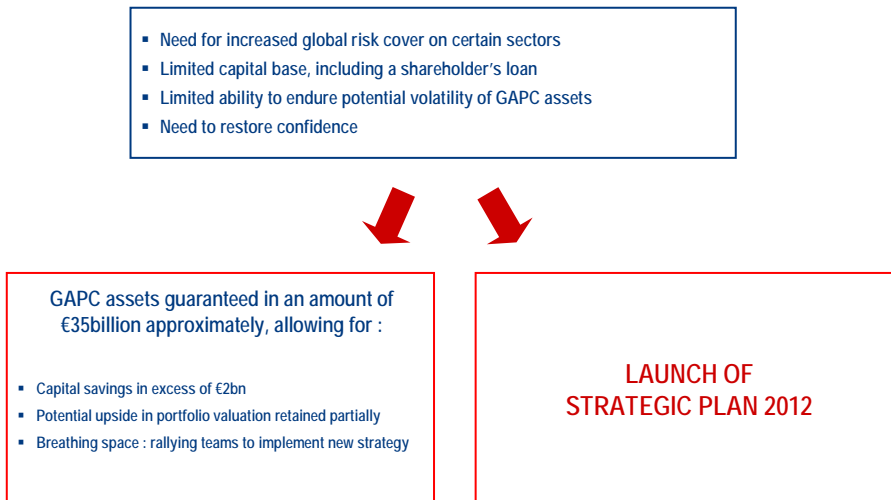 ▪ Need for increased global risk cover on certain sectors
▪ Limited capital base, including a shareholder's loan
▪ Limited ability to endure potential volatility of GAPC assets
▪ Need to restore confidence
GAPC assets guaranteed in an amount of
€35billion approximately, allowing for :
▪ Capital savings in excess of €2bn
▪ Potential upside in portfolio valuation retained partially
▪ Breathing space : rallying teams to implement new strategy
LAUNCH OF
STRATEGIC PLAN 2012